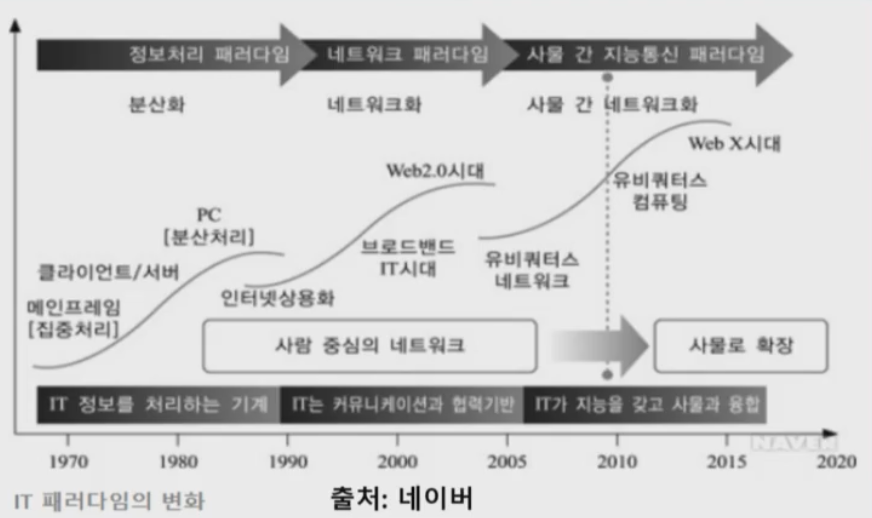 정보처리 패러다임
네트워크 패러다임
사물 간 지능통신 패러다임
분산화
네트워크화
사물 간 네트워크화
Web X시대
Web2.0시대
유비쿼터스
컴퓨팅
PC
[분산처리]
브로드밴드
IT시대
유비쿼터스
네트워크
클라이언트/서버
인터넷상용화
메인프레임
[집중처리]
사람 중심의 네트워크
사물로 확장
IT 정보를 처리하는 기계
IT는 커뮤니케이션과 협력기반
IT가 지능을 갖고 사물과 융합
NAVER
1970 1980 1990 2000 2005 2010 2015 2020
IT 패러다임의 변화
출처: 네이버